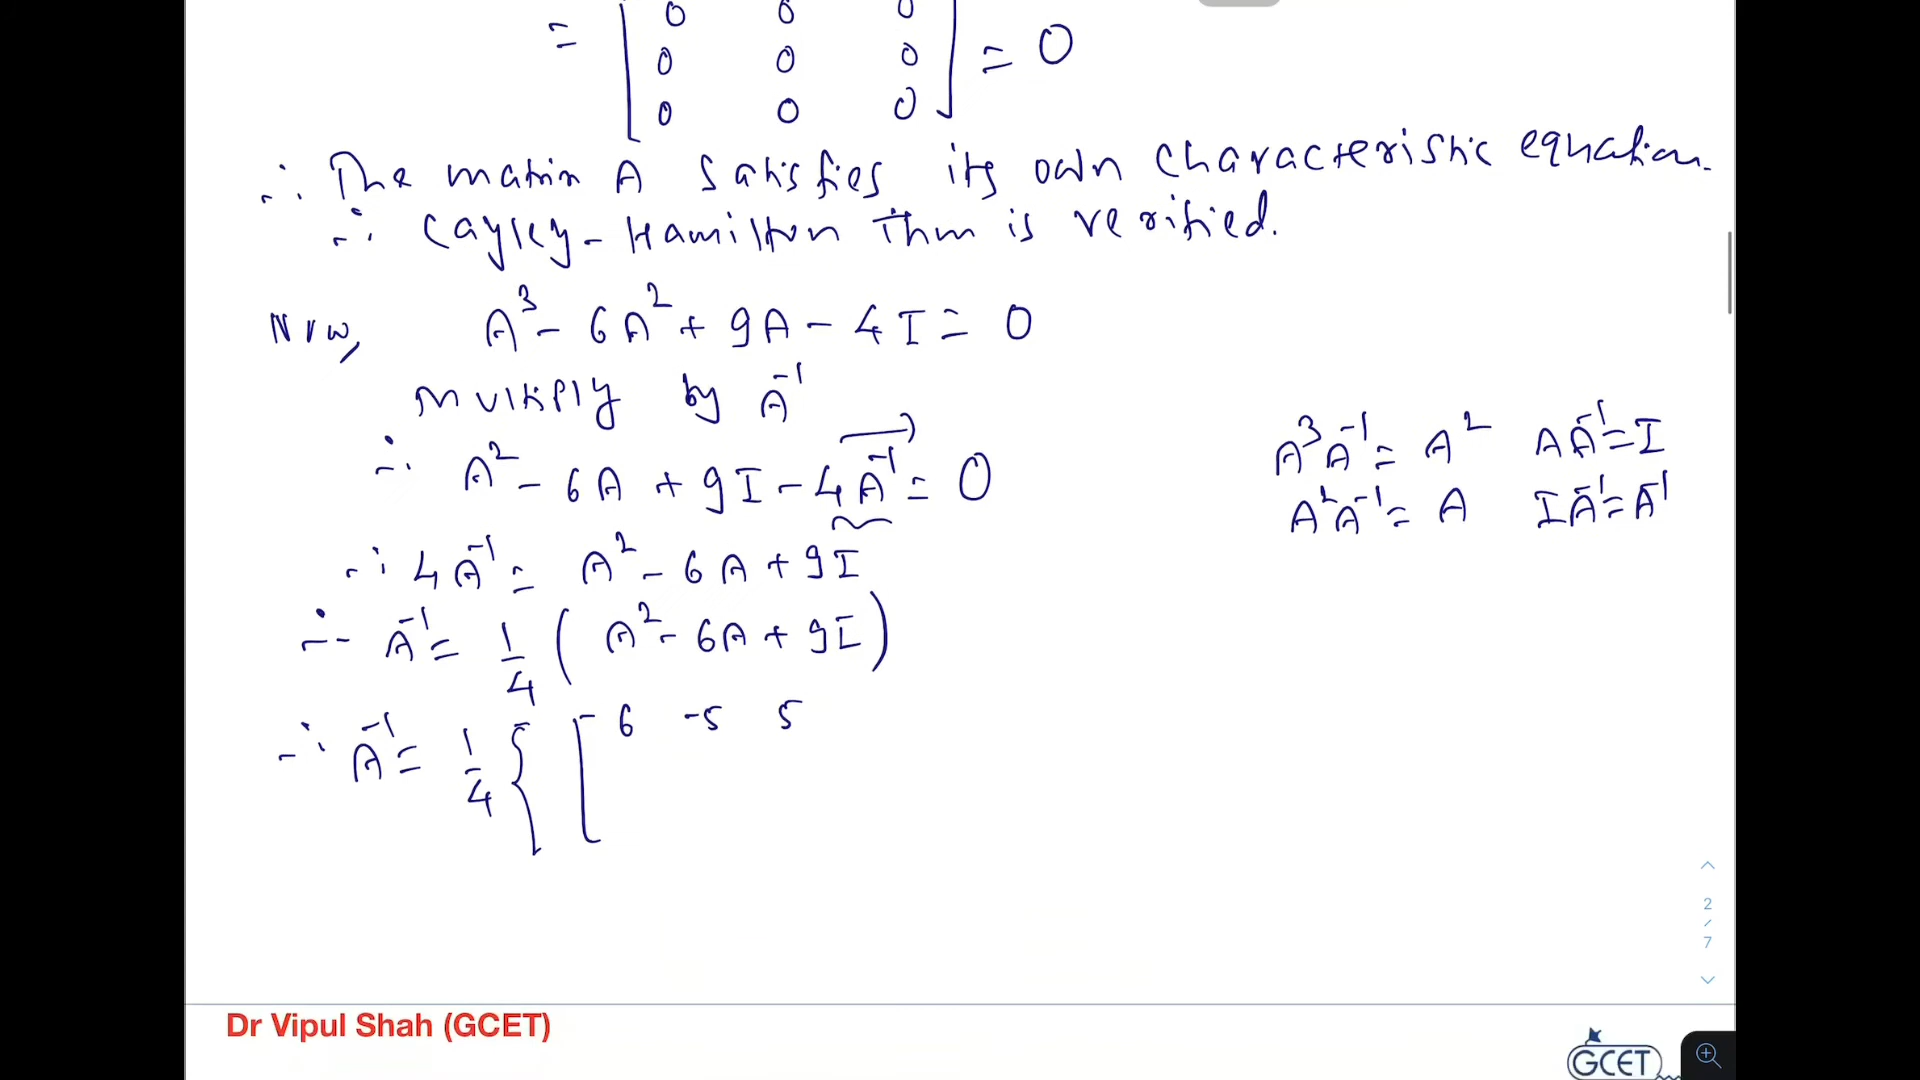 = [ 0 0 0
0 0 0 = 0
0 0 0 ]
∴ The matrix A satisfies its own characteristic equation.
∴ Cayley-Hamilton Thm is verified.
Now, A³ - 6A² + 9A - 4I = 0
multiply by A⁻¹
∴ A² - 6A + 9I - 4A⁻¹ = 0
A³A⁻¹ = A² AA⁻¹ = I
A²A⁻¹ = A IA⁻¹ = A⁻¹
∴ 4A⁻¹ = A² - 6A + 9I
∴ A⁻¹ = 1/4 ( A² - 6A + 9I )
∴ A⁻¹ = 1/4 { [ 6 -5 5
2
/
7
Dr Vipul Shah (GCET)
GCET